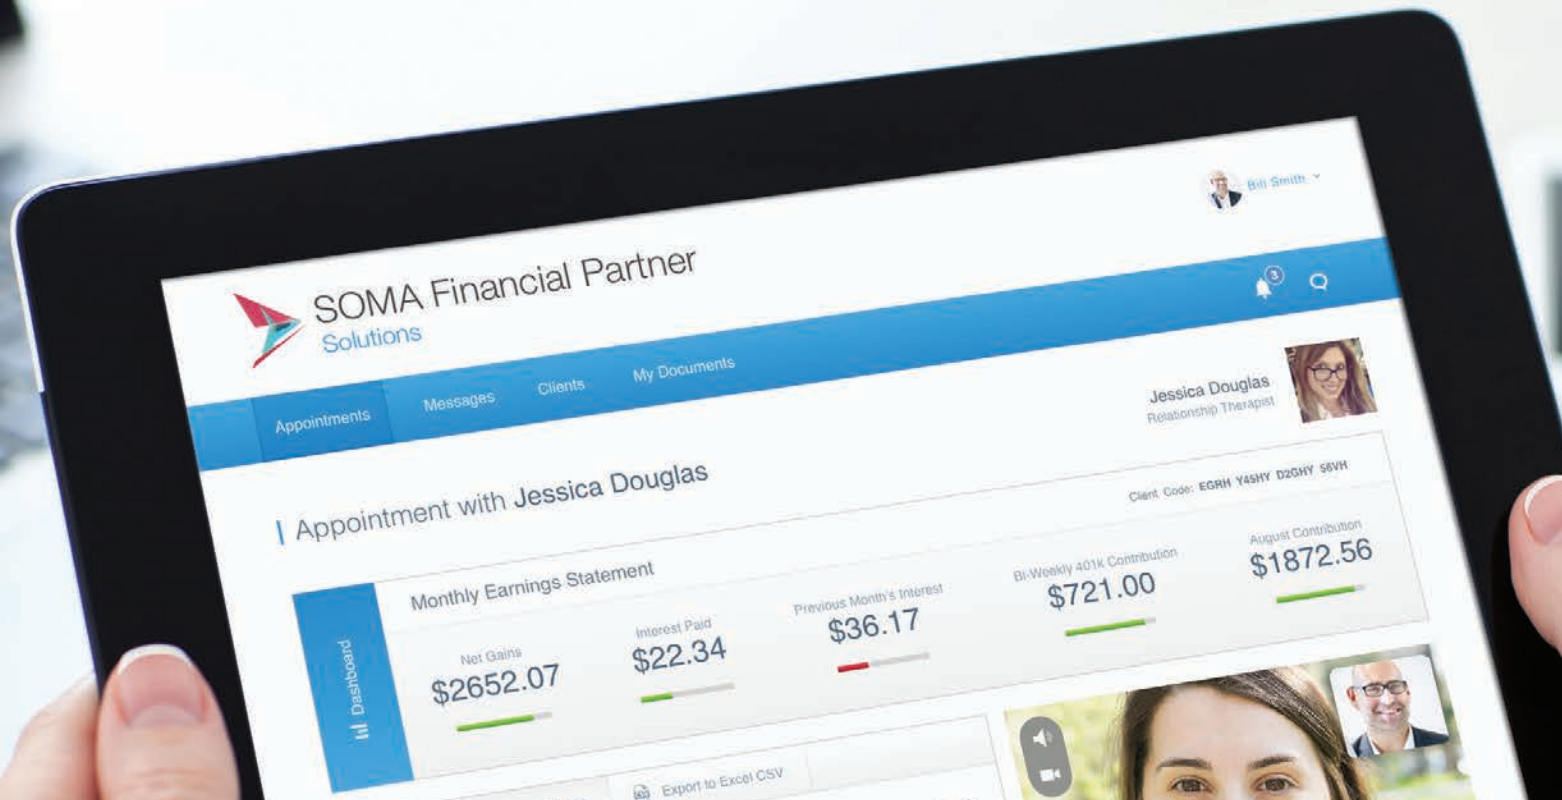 Bill Smith
SOMA Financial Partner
Solutions
3
Appointments
Messages
Clients
My Documents
Jessica Douglas
Relationship Therapist
Appointment with Jessica Douglas
Client Code: EGRH Y45HY D2GHY 56VH
Monthly Earnings Statement
Dashboard
Net Gains
$2652.07
Interest Paid
$22.34
Previous Month's Interest
$36.17
Bi-Weekly 401k Contribution
$721.00
August Contribution
$1872.56
Export to Excel CSV